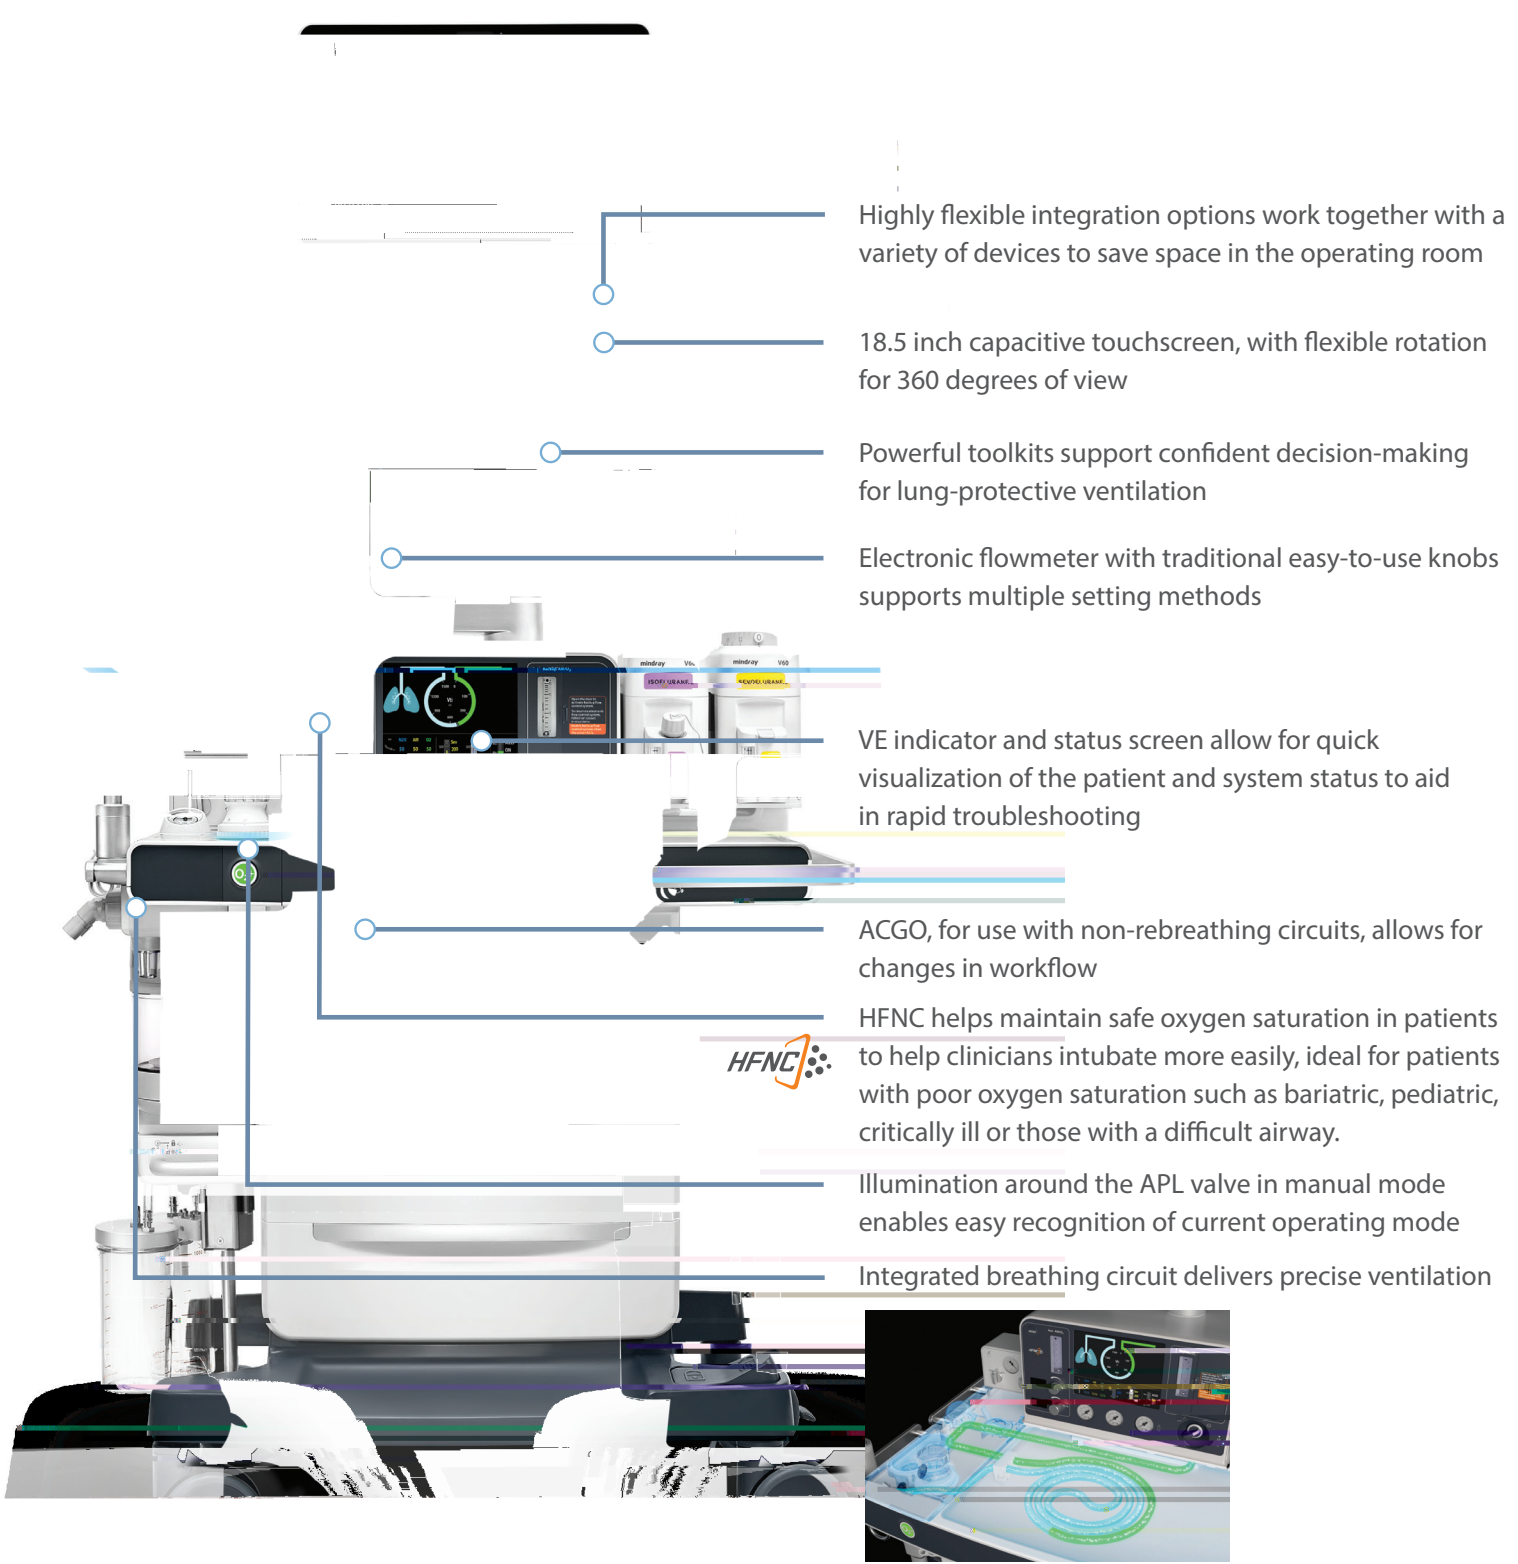 Highly flexible integration options work together with a
variety of devices to save space in the operating room
18.5 inch capacitive touchscreen, with flexible rotation
for 360 degrees of view
Powerful toolkits support confident decision-making
for lung-protective ventilation
Electronic flowmeter with traditional easy-to-use knobs
supports multiple setting methods
mindray V60
mindray V60
ISOFLURANE
SEVOFLURANE
VE indicator and status screen allow for quick
visualization of the patient and system status to aid
in rapid troubleshooting
ACGO, for use with non-rebreathing circuits, allows for
changes in workflow
HFNC helps maintain safe oxygen saturation in patients
to help clinicians intubate more easily, ideal for patients
with poor oxygen saturation such as bariatric, pediatric,
critically ill or those with a difficult airway.
HFNC
Illumination around the APL valve in manual mode
enables easy recognition of current operating mode
Integrated breathing circuit delivers precise ventilation